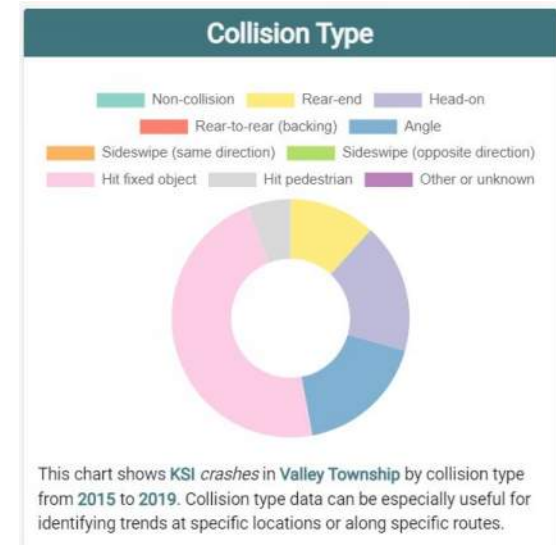 Collision Type
Non-collision Rear-end Head-on
Rear-to-rear (backing) Angle
Sideswipe (same direction) Sideswipe (opposite direction)
Hit fixed object Hit pedestrian Other or unknown
This chart shows KSI crashes in Valley Township by collision type
from 2015 to 2019. Collision type data can be especially useful for
identifying trends at specific locations or along specific routes.